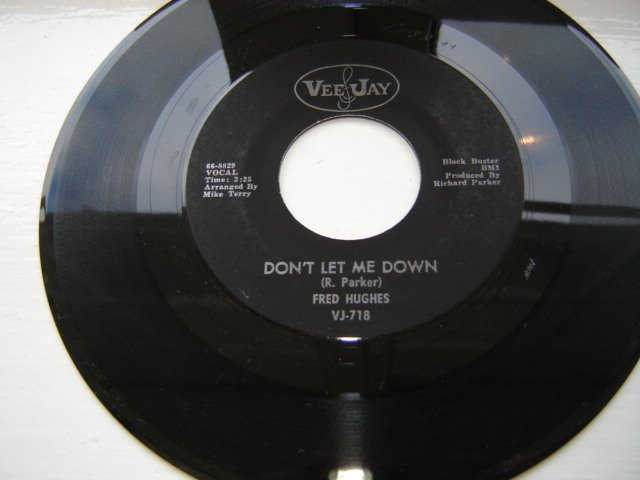 VEE JAY
66-8829
VOCAL
Time: 2:25
Arranged By
Mike Terry
Block Buster
BMI
Produced By
Richard Parker
DON'T LET ME DOWN
(R. Parker)
FRED HUGHES
VJ-718